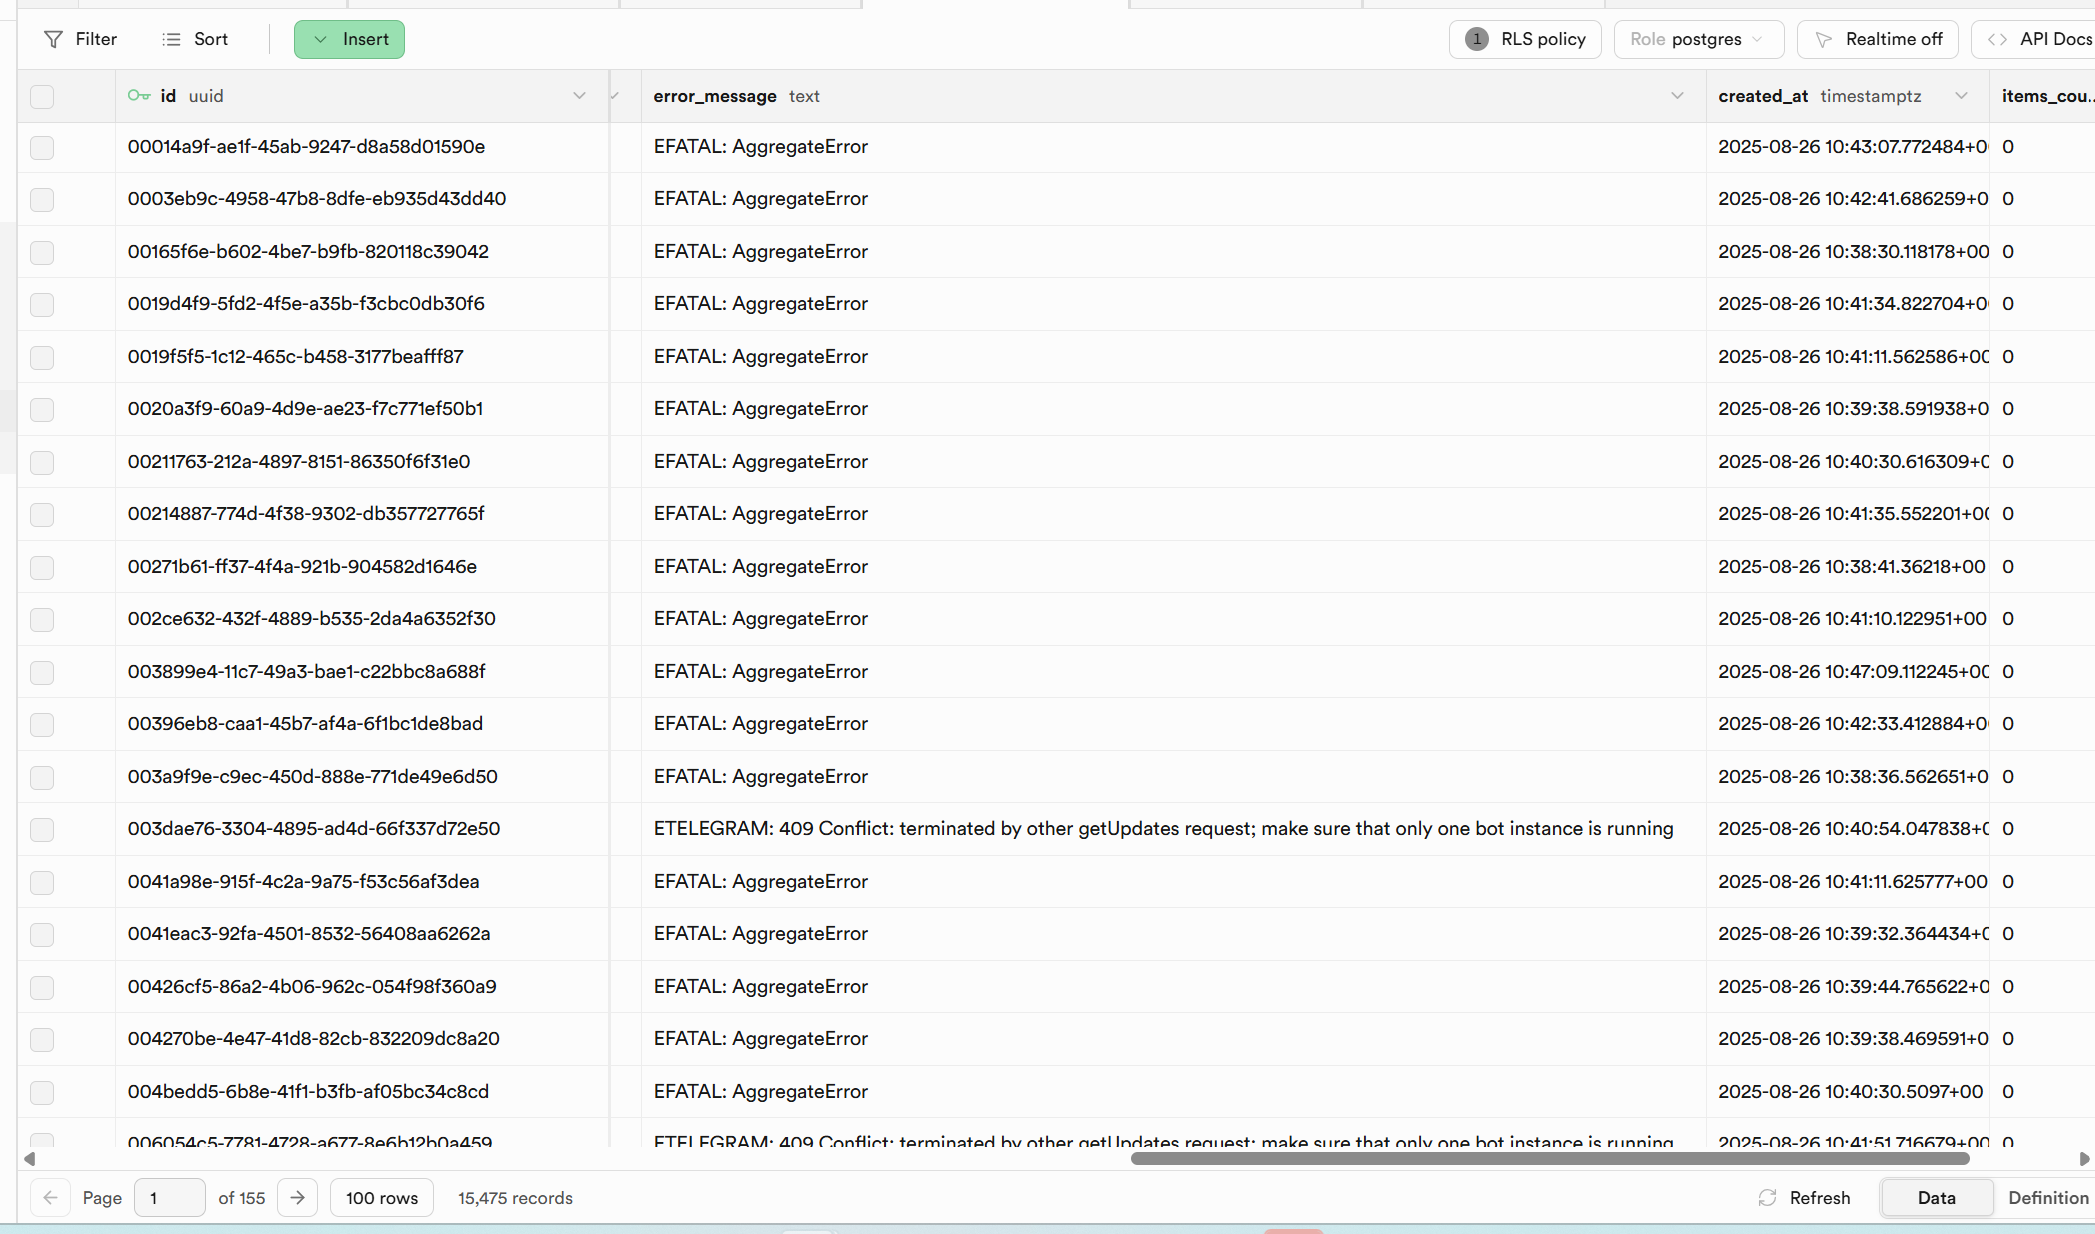 Filter Sort Insert 1 RLS policy Role postgres Realtime off API Docs
id uuid error_message text created_at timestamptz items_cou..
00014a9f-ae1f-45ab-9247-d8a58d01590e EFATAL: AggregateError 2025-08-26 10:43:07.772484+0 0
0003eb9c-4958-47b8-8dfe-eb935d43dd40 EFATAL: AggregateError 2025-08-26 10:42:41.686259+0 0
00165f6e-b602-4be7-b9fb-820118c39042 EFATAL: AggregateError 2025-08-26 10:38:30.118178+00 0
0019d4f9-5fd2-4f5e-a35b-f3cbc0db30f6 EFATAL: AggregateError 2025-08-26 10:41:34.822704+0 0
0019f5f5-1c12-465c-b458-3177beafff87 EFATAL: AggregateError 2025-08-26 10:41:11.562586+00 0
0020a3f9-60a9-4d9e-ae23-f7c771ef50b1 EFATAL: AggregateError 2025-08-26 10:39:38.591938+0 0
00211763-212a-4897-8151-86350f6f31e0 EFATAL: AggregateError 2025-08-26 10:40:30.616309+0 0
00214887-774d-4f38-9302-db357727765f EFATAL: AggregateError 2025-08-26 10:41:35.552201+00 0
00271b61-ff37-4f4a-921b-904582d1646e EFATAL: AggregateError 2025-08-26 10:38:41.36218+00 0
002ce632-432f-4889-b535-2da4a6352f30 EFATAL: AggregateError 2025-08-26 10:41:10.122951+00 0
003899e4-11c7-49a3-bae1-c22bbc8a688f EFATAL: AggregateError 2025-08-26 10:47:09.112245+00 0
00396eb8-caa1-45b7-af4a-6f1bc1de8bad EFATAL: AggregateError 2025-08-26 10:42:33.412884+0 0
003a9f9e-c9ec-450d-888e-771de49e6d50 EFATAL: AggregateError 2025-08-26 10:38:36.562651+0 0
003dae76-3304-4895-ad4d-66f337d72e50 ETELEGRAM: 409 Conflict: terminated by other getUpdates request; make sure that only one bot instance is running 2025-08-26 10:40:54.047838+0 0
0041a98e-915f-4c2a-9a75-f53c56af3dea EFATAL: AggregateError 2025-08-26 10:41:11.625777+00 0
0041eac3-92fa-4501-8532-56408aa6262a EFATAL: AggregateError 2025-08-26 10:39:32.364434+0 0
00426cf5-86a2-4b06-962c-054f98f360a9 EFATAL: AggregateError 2025-08-26 10:39:44.765622+0 0
004270be-4e47-41d8-82cb-832209dc8a20 EFATAL: AggregateError 2025-08-26 10:39:38.469591+0 0
004bedd5-6b8e-41f1-b3fb-af05bc34c8cd EFATAL: AggregateError 2025-08-26 10:40:30.5097+00 0
006054c5-7781-4728-a677-8e6b12b0a459 ETELEGRAM: 409 Conflict: terminated by other getUpdates request; make sure that only one bot instance is running 2025-08-26 10:41:51.716679+00 0
Page 1 of 155 100 rows 15,475 records Refresh Data Definition